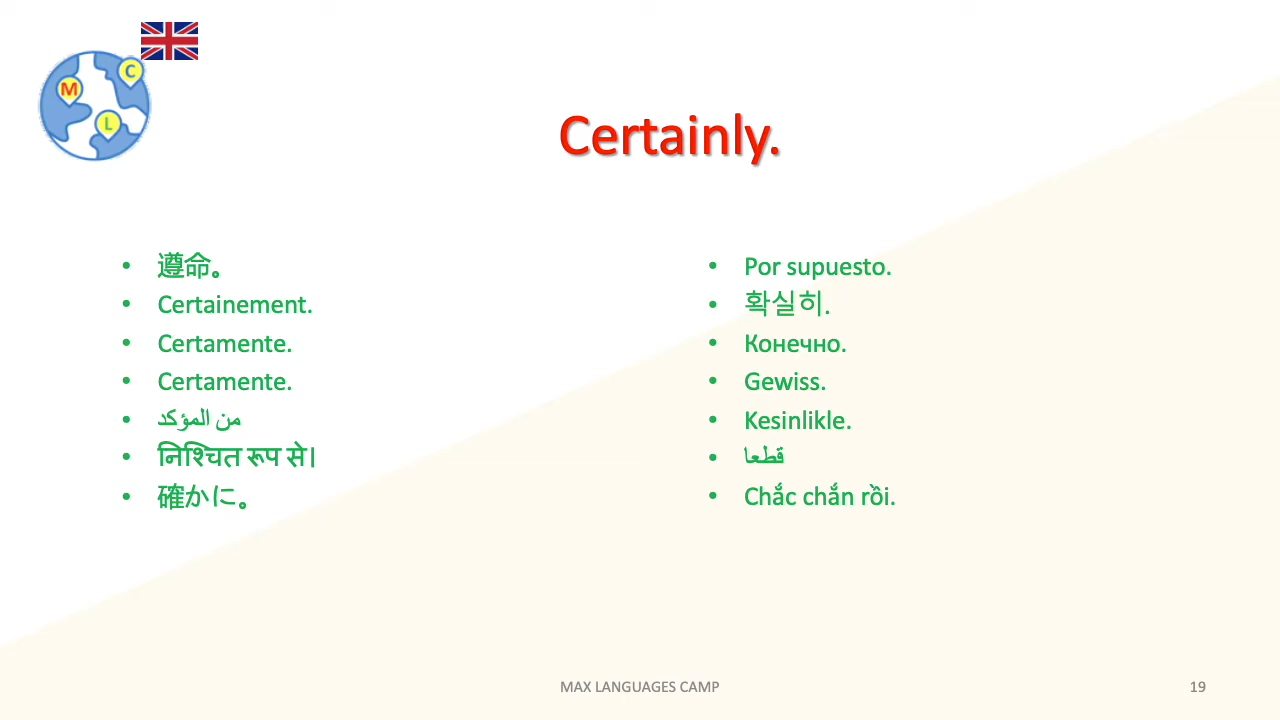 C
M
L
Certainly.
• 遵命。
• Certainement.
• Certamente.
• Certamente.
• من المؤكد
• निश्चित रूप से।
• 確かに。
• Por supuesto.
• 확실히.
• Конечно.
• Gewiss.
• Kesinlikle.
• قطعا
• Chắc chắn rồi.
MAX LANGUAGES CAMP
19